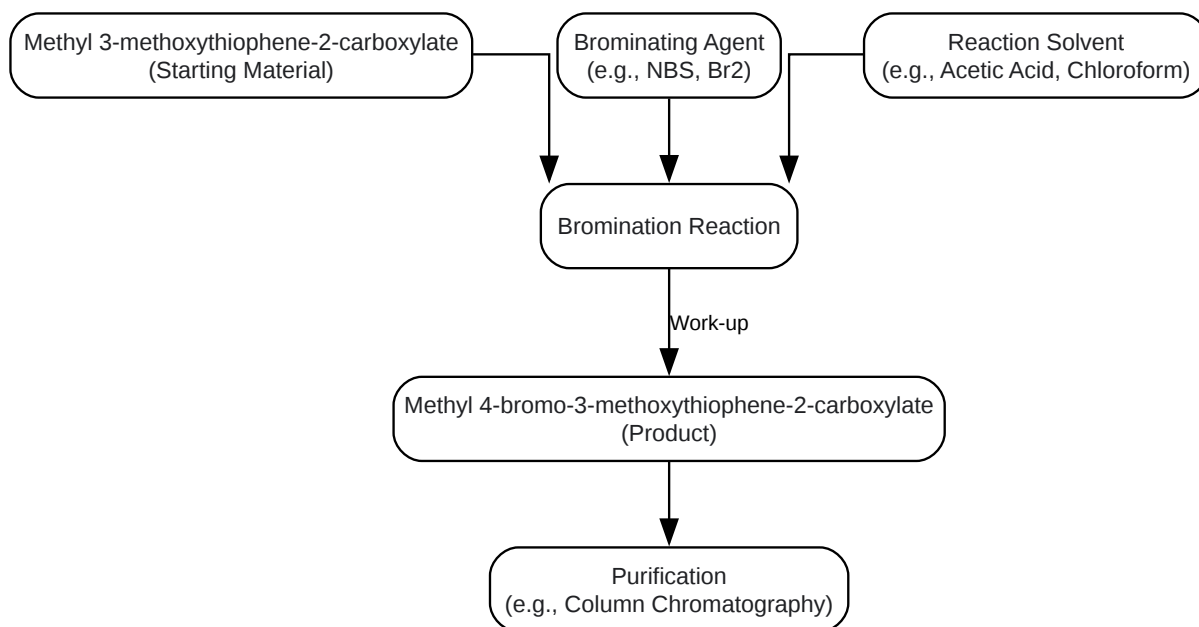 Methyl 3-methoxythiophene-2-carboxylate
(Starting Material)
Brominating Agent
(e.g., NBS, Br2)
Reaction Solvent
(e.g., Acetic Acid, Chloroform)
Bromination Reaction
Work-up
Methyl 4-bromo-3-methoxythiophene-2-carboxylate
(Product)
Purification
(e.g., Column Chromatography)